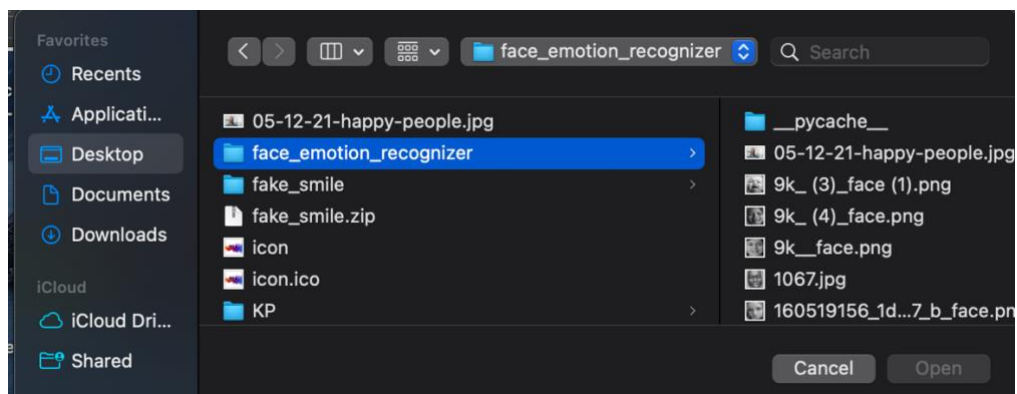 Favorites
Recents
Applicati...
Desktop
Documents
Downloads
iCloud
iCloud Dri...
Shared
face_emotion_recognizer
Search
05-12-21-happy-people.jpg
face_emotion_recognizer
fake_smile
fake_smile.zip
icon
icon.ico
KP
__pycache__
05-12-21-happy-people.jpg
9k_ (3)_face (1).png
9k_ (4)_face.png
9k__face.png
1067.jpg
160519156_1d...7_b_face.pn
Cancel
Open